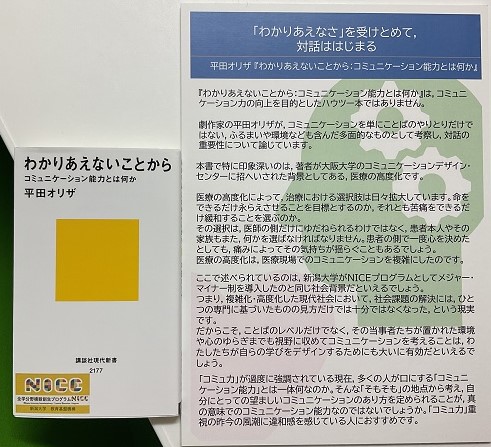 わかりあえないことから
コミュニケーション能力とは何か
平田オリザ
講談社現代新書
2177
NICE
全学分野横断創生プログラムNICE
新潟大学 教育基盤機構
「わかりあえなさ」を受けとめて，
対話ははじまる
平田オリザ『わかりあえないことから：コミュニケーション能力とは何か』
『わかりあえないことから：コミュニケーション能力とは何か』は，コミュニ
ケーション力の向上を目的としたハウツー本ではありません。
劇作家の平田オリザが，コミュニケーションを単にことばのやりとりだけで
はない，ふるまいや環境なども含んだ多面的なものとして考察し，対話の
重要性について論じています。
本書で特に印象深いのは，著者が大阪大学のコミュニケーションデザイン・
センターに招へいされた背景としてある，医療の高度化です。
医療の高度化によって，治療における選択肢は日々拡大しています。命を
できるだけ永らえさせることを目標とするのか，それとも苦痛をできるだ
け緩和することを選ぶのか。
その選択は，医師の側だけにゆだねられるわけではなく，患者本人やその
家族もまた，何かを選ばなければなりません。患者の側で一度心を決めた
としても，痛みによってその気持ちが揺らぐこともあるでしょう。
医療の高度化は，医療現場でのコミュニケーションを複雑にしたのです。
ここで述べられているのは，新潟大学がNICEプログラムとしてメジャー・
マイナー制を導入したのと同じ社会背景だといえるでしょう。
つまり，複雑化・高度化した現代社会において，社会課題の解決には，ひと
つの専門に基づいたものの見方だけでは十分ではなくなった，という現実
です。
だからこそ，ことばのレベルだけでなく，その当事者たちが置かれた環境
や心のゆらぎまでも視野に収めてコミュニケーションを考えることは，わ
たしたちが自らの学びをデザインするためにも大いに有効だといえるでし
ょう。
「コミュ力」が過度に強調されている現在，多くの人が口にする「コミュニ
ケーション能力」とは一体何なのか。そんな「そもそも」の地点から考え，自
分にとっての望ましいコミュニケーションのあり方を定められることが，真
の意味でのコミュニケーション能力なのではないでしょうか。「コミュ力」重
視の昨今の風潮に違和感を感じている人におすすめです。